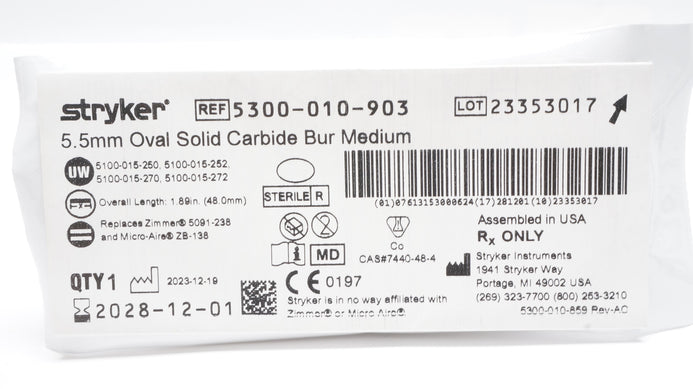 stryker® REF 5300-010-903 LOT 23353017
5.5mm Oval Solid Carbide Bur Medium
UW 5100-015-250, 5100-015-252,
5100-015-270, 5100-015-272
(01)07613153000624(17)281201(10)23353017
STERILE R
Overall Length: 1.89in. (48.0mm)
Replaces Zimmer® 5091-238
and Micro-Aire® ZB-138
2
i MD
Co
CAS#7440-48-4
Assembled in USA
Rx ONLY
Stryker Instruments
1941 Stryker Way
Portage, MI 49002 USA
(269) 323-7700 (800) 253-3210
QTY 1 2023-12-19
CE 0197
2028-12-01
Stryker is in no way affiliated with
Zimmer® or Micro Aire®
5300-010-859 Rev-AC